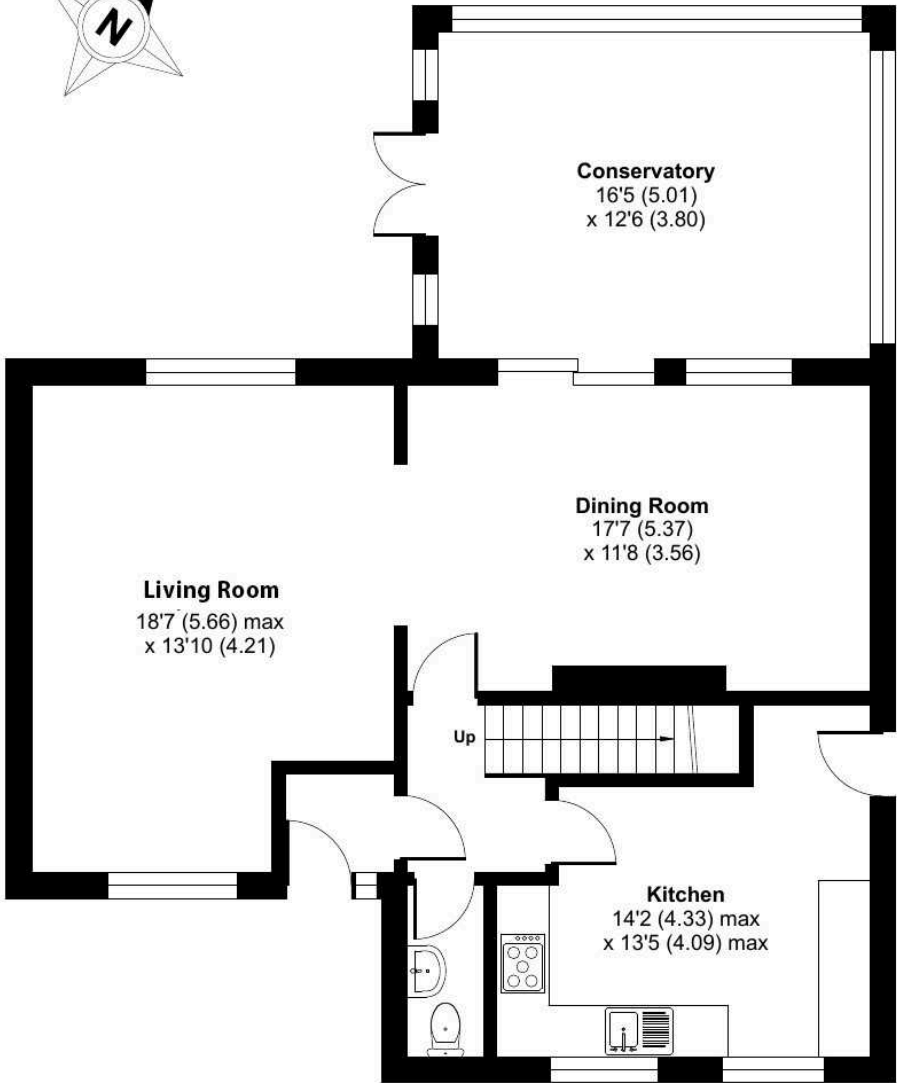 N
Conservatory
16'5 (5.01)
x 12'6 (3.80)
Dining Room
17'7 (5.37)
x 11'8 (3.56)
Living Room
18'7 (5.66) max
x 13'10 (4.21)
Up
Kitchen
14'2 (4.33) max
x 13'5 (4.09) max